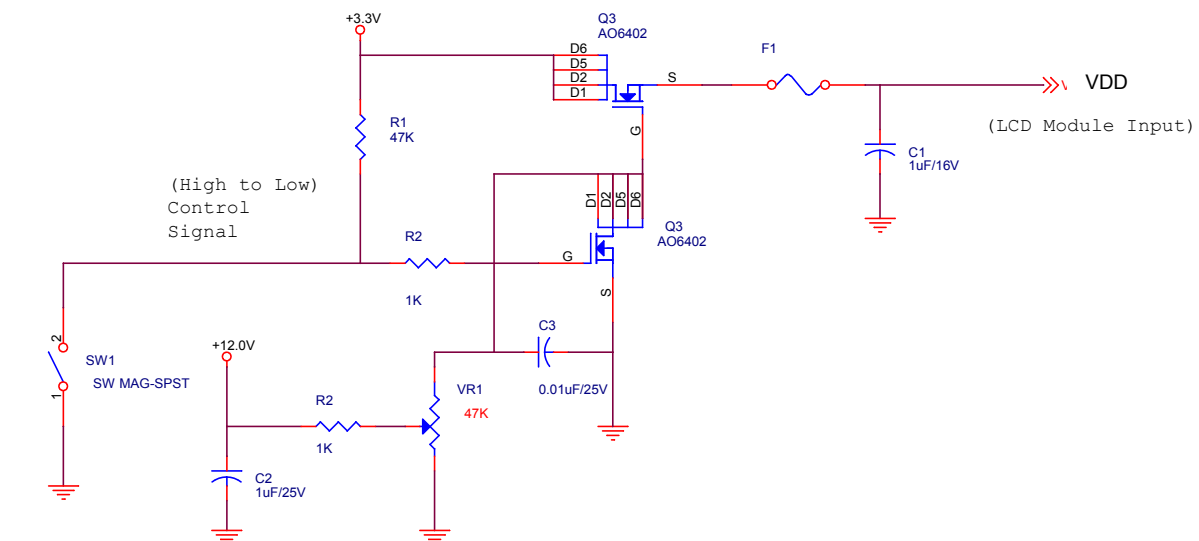 +3.3V
Q3
AO6402
D6
D5
D2
D1
S
G
F1
VDD
(LCD Module Input)
R1
47K
C1
1uF/16V
(High to Low)
Control
Signal
D1
D2
D5
D6
Q3
AO6402
R2
1K
G
S
2
1
SW1
SW MAG-SPST
+12.0V
C3
0.01uF/25V
VR1
47K
R2
1K
C2
1uF/25V